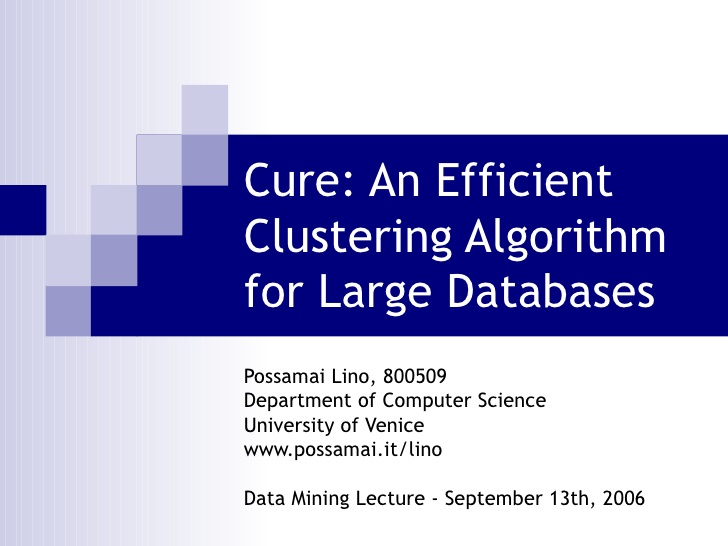 Cure: An Efficient
Clustering Algorithm
for Large Databases
Possamai Lino, 800509
Department of Computer Science
University of Venice
www.possamai.it/lino
Data Mining Lecture - September 13th, 2006